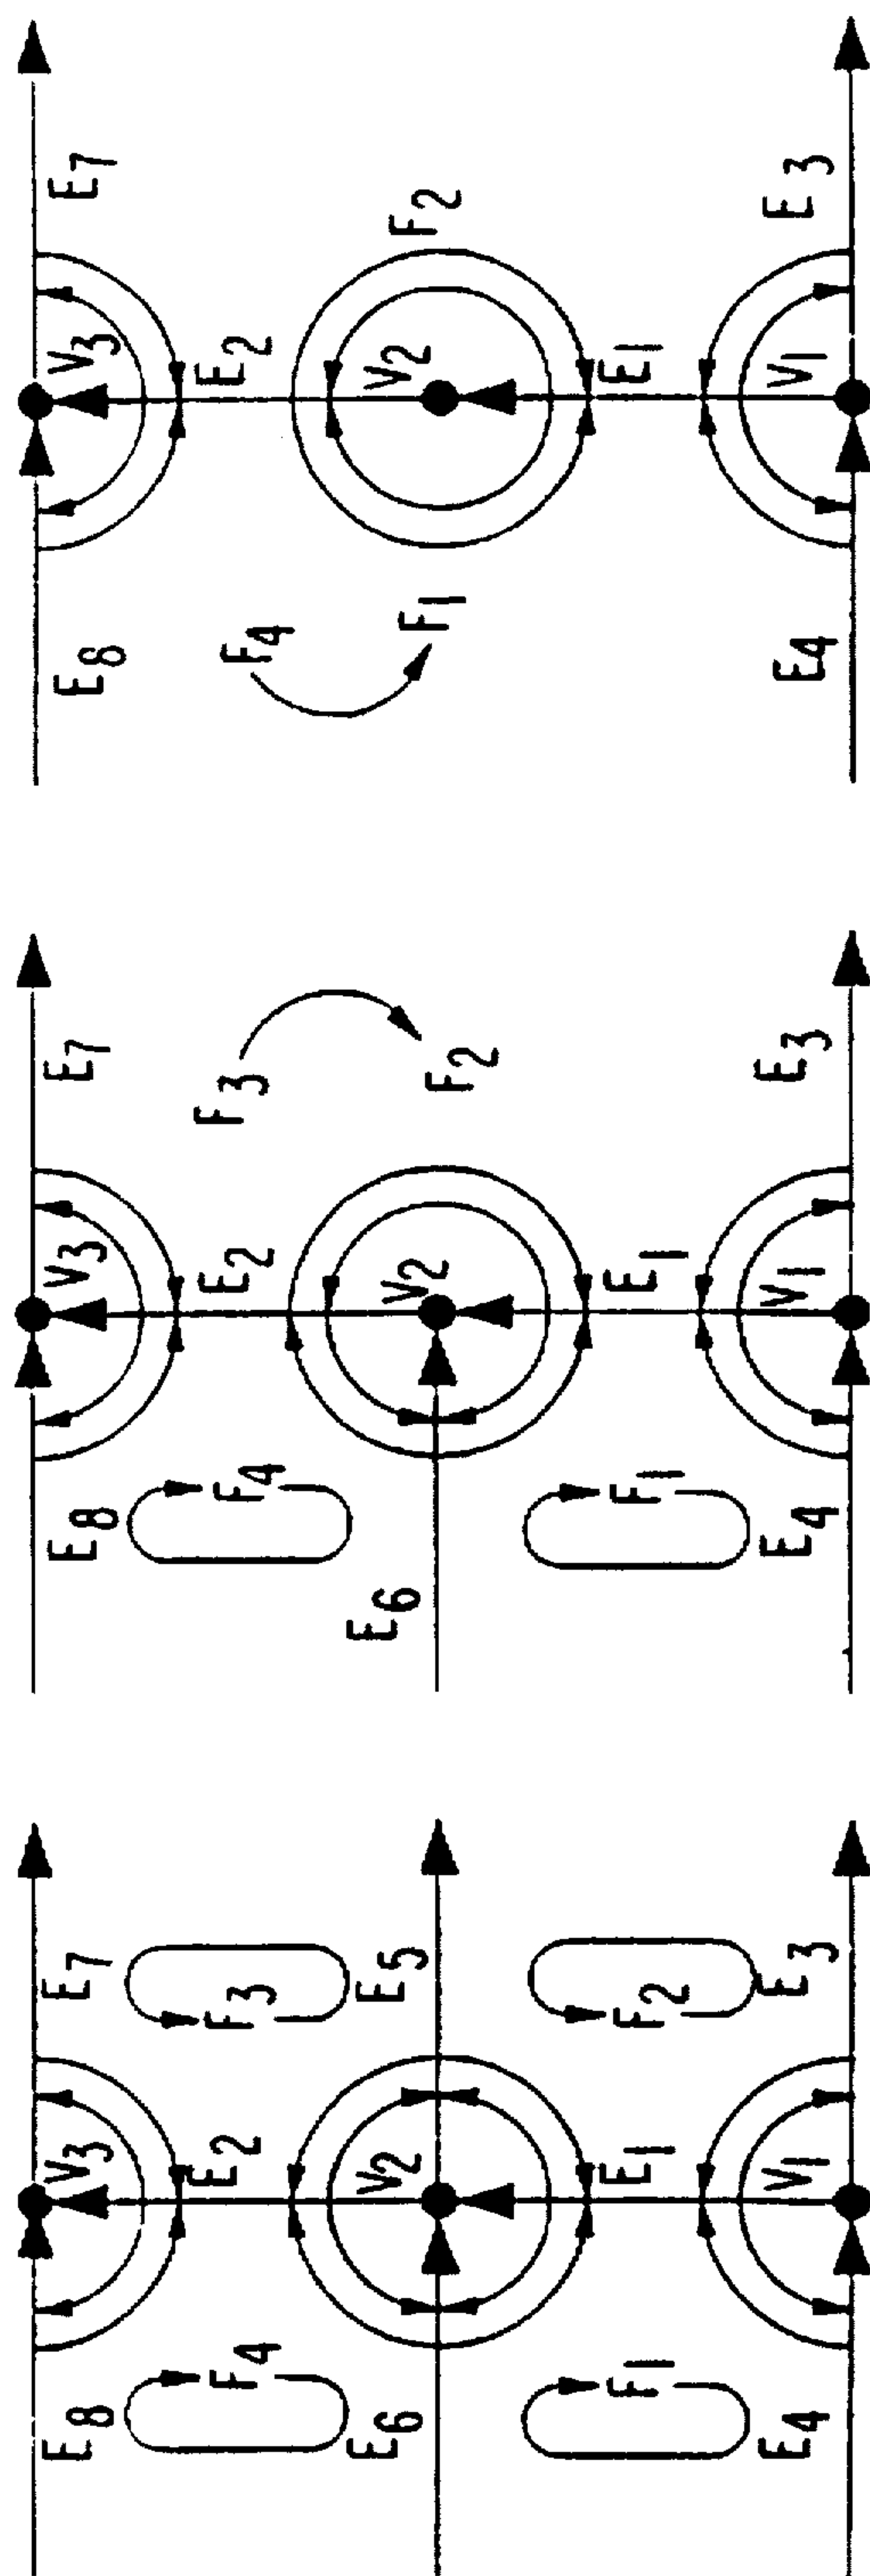 E8 V3 E7
F4 E2 F3
E6 V2 E5
F1 E1 F2
E4 V1 E3
E8 V3 E7
F4 E2 F3
E6 V2 F2
F1 E1
E4 V1 E3
E8 V3 E7
F4 E2
F1 V2 F2
E1
E4 V1 E3